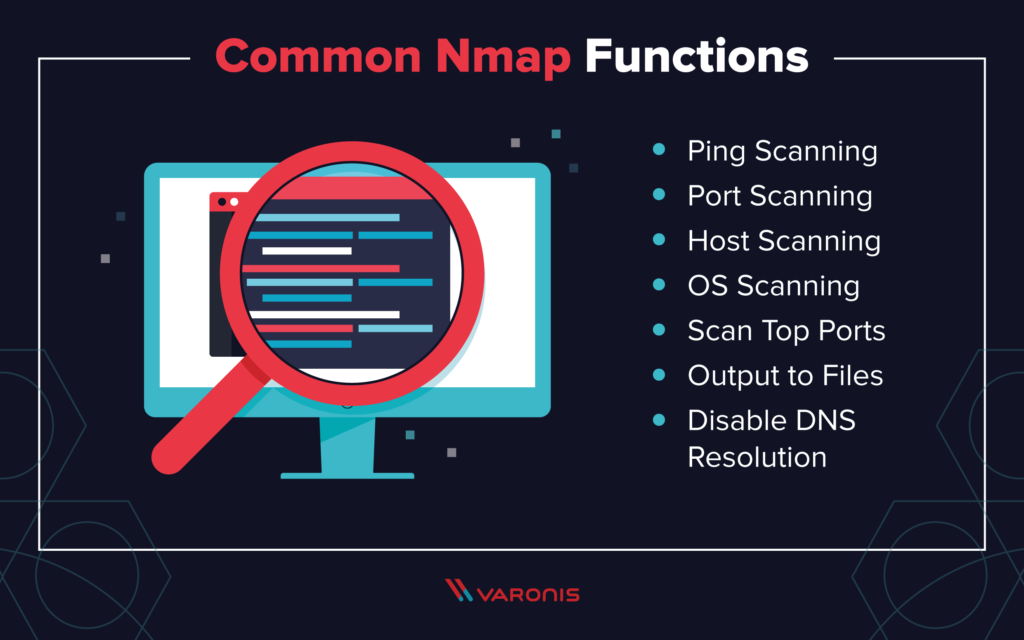 Common Nmap Functions
Ping Scanning
Port Scanning
Host Scanning
OS Scanning
Scan Top Ports
Output to Files
Disable DNS
Resolution
VARONIS